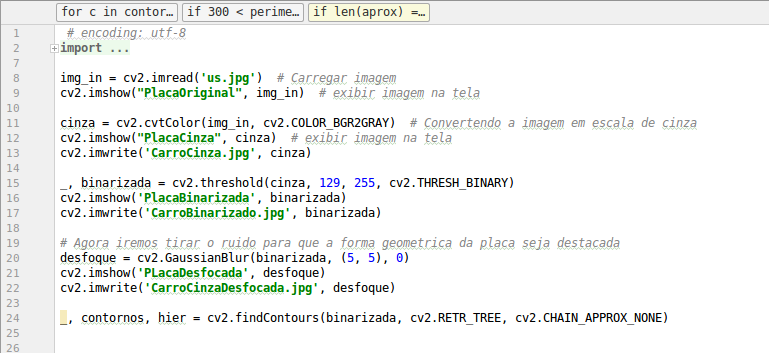 for c in contor… if 300 < perime… if len(aprox) =…
1 # encoding: utf-8
2 import ...
7
8 img_in = cv2.imread('us.jpg') # Carregar imagem
9 cv2.imshow("PlacaOriginal", img_in) # exibir imagem na tela
10
11 cinza = cv2.cvtColor(img_in, cv2.COLOR_BGR2GRAY) # Convertendo a imagem em escala de cinza
12 cv2.imshow("PlacaCinza", cinza) # exibir imagem na tela
13 cv2.imwrite('CarroCinza.jpg', cinza)
14
15 _, binarizada = cv2.threshold(cinza, 129, 255, cv2.THRESH_BINARY)
16 cv2.imshow('PlacaBinarizada', binarizada)
17 cv2.imwrite('CarroBinarizado.jpg', binarizada)
18
19 # Agora iremos tirar o ruido para que a forma geometrica da placa seja destacada
20 desfoque = cv2.GaussianBlur(binarizada, (5, 5), 0)
21 cv2.imshow('PLacaDesfocada', desfoque)
22 cv2.imwrite('CarroCinzaDesfocada.jpg', desfoque)
23
24 _, contornos, hier = cv2.findContours(binarizada, cv2.RETR_TREE, cv2.CHAIN_APPROX_NONE)
25
26